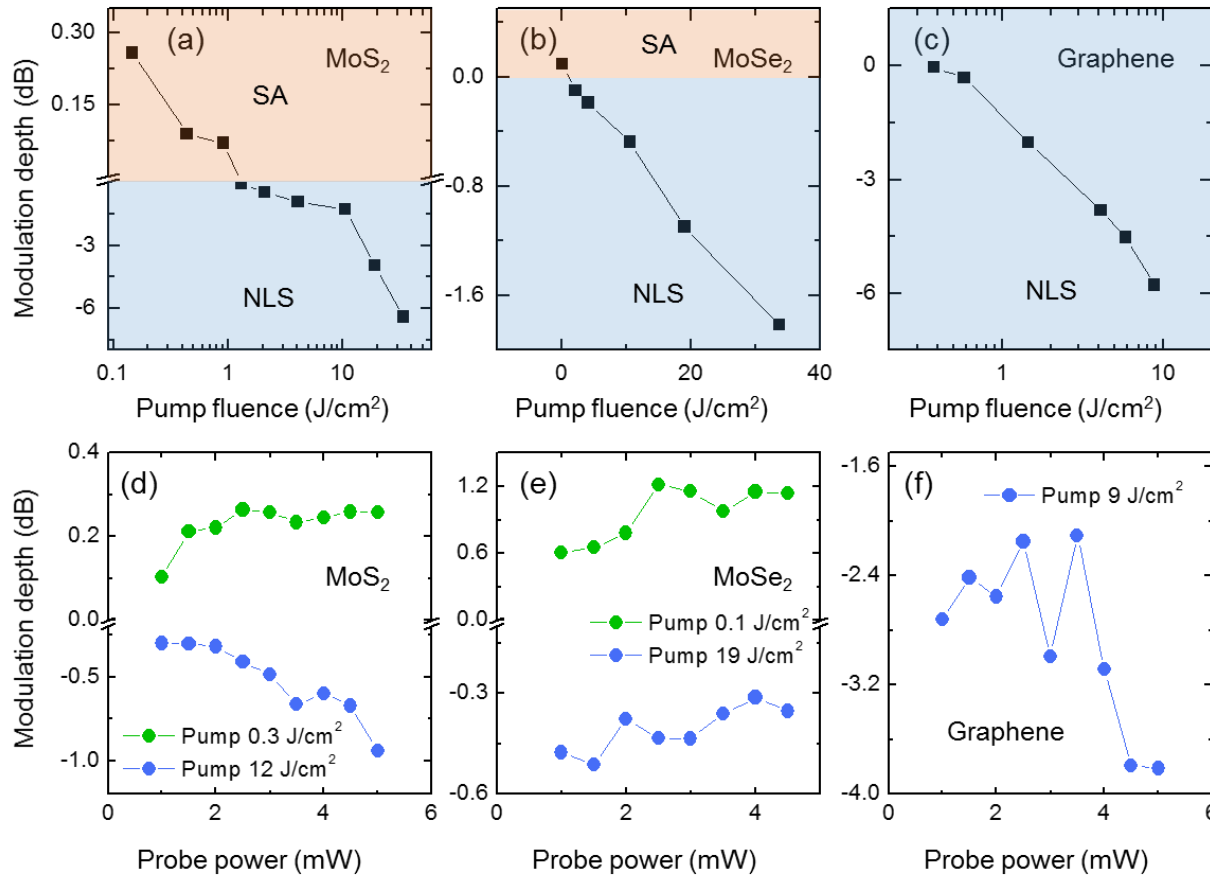 (a)
MoS2
SA
NLS
0.30
0.15
-3
-6
0.1
1
10
Modulation depth (dB)
Pump fluence (J/cm2)
(b)
SA
MoSe2
NLS
0.0
-0.8
-1.6
0
20
40
Pump fluence (J/cm2)
(c)
Graphene
NLS
0
-3
-6
1
10
Pump fluence (J/cm2)
(d)
MoS2
Pump 0.3 J/cm2
Pump 12 J/cm2
0.4
0.2
0.0
-0.5
-1.0
0
2
4
6
Modulation depth (dB)
Probe power (mW)
(e)
MoSe2
Pump 0.1 J/cm2
Pump 19 J/cm2
1.2
0.6
0.0
-0.3
-0.6
0
2
4
Probe power (mW)
(f)
Pump 9 J/cm2
Graphene
-1.6
-2.4
-3.2
-4.0
0
2
4
6
Probe power (mW)